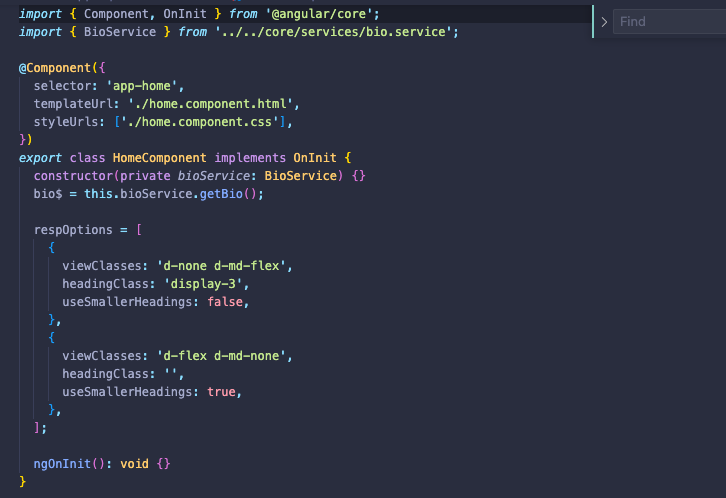 import { Component, OnInit } from '@angular/core';
Find
import { BioService } from '../../core/services/bio.service';
@Component({
  selector: 'app-home',
  templateUrl: './home.component.html',
  styleUrls: ['./home.component.css'],
})
export class HomeComponent implements OnInit {
  constructor(private bioService: BioService) {}
  bio$ = this.bioService.getBio();
  respOptions = [
    {
      viewClasses: 'd-none d-md-flex',
      headingClass: 'display-3',
      useSmallerHeadings: false,
    },
    {
      viewClasses: 'd-flex d-md-none',
      headingClass: '',
      useSmallerHeadings: true,
    },
  ];
  ngOnInit(): void {}
}